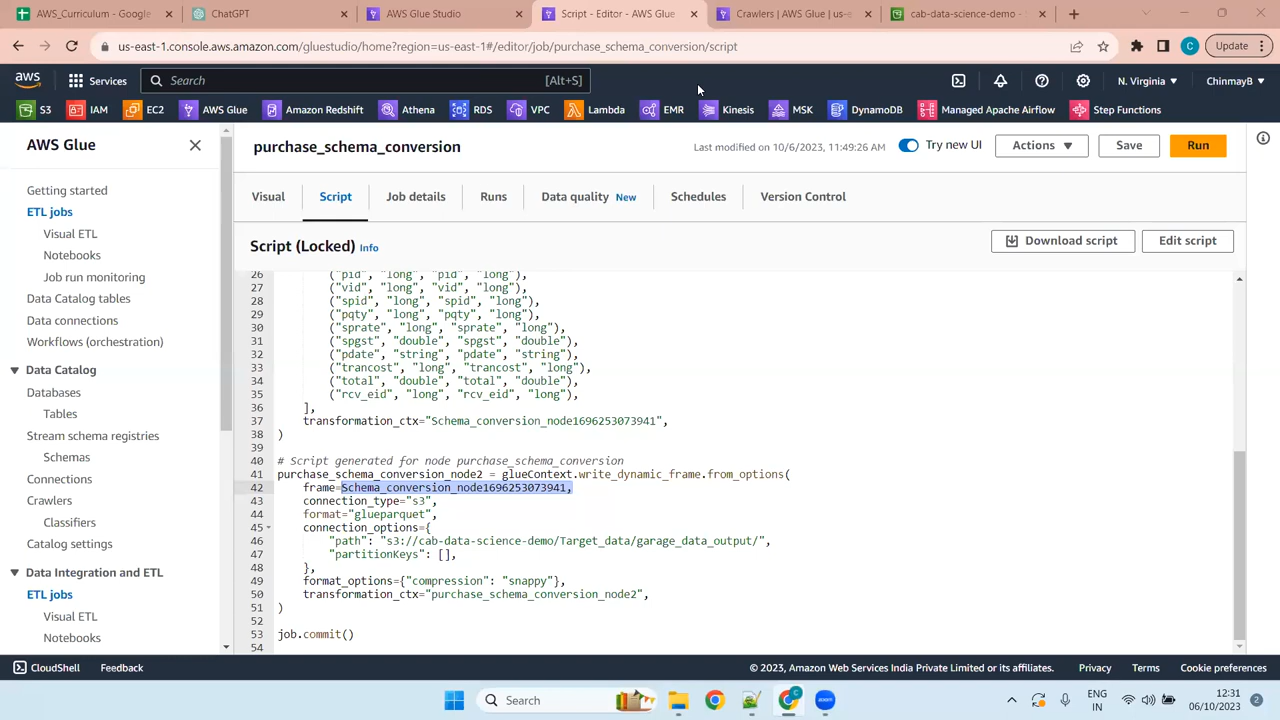 AWS_Curriculum - Google
ChatGPT
AWS Glue Studio
Script - Editor - AWS Glue
Crawlers | AWS Glue | us-e
cab-data-science-demo -
us-east-1.console.aws.amazon.com/gluestudio/home?region=us-east-1#/editor/job/purchase_schema_conversion/script
C
Update
aws
Services
Search
[Alt+S]
N. Virginia
ChinmayB
S3
IAM
EC2
AWS Glue
Amazon Redshift
Athena
RDS
VPC
Lambda
EMR
Kinesis
MSK
DynamoDB
Managed Apache Airflow
Step Functions
AWS Glue
Getting started
ETL jobs
Visual ETL
Notebooks
Job run monitoring
Data Catalog tables
Data connections
Workflows (orchestration)
Data Catalog
Databases
Tables
Stream schema registries
Schemas
Connections
Crawlers
Classifiers
Catalog settings
Data Integration and ETL
ETL jobs
Visual ETL
Notebooks
purchase_schema_conversion
Last modified on 10/6/2023, 11:49:26 AM
Try new UI
Actions
Save
Run
Visual
Script
Job details
Runs
Data quality New
Schedules
Version Control
Script (Locked) Info
Download script
Edit script
26 ("pid", "long", "pid", "long"),
27 ("vid", "long", "vid", "long"),
28 ("spid", "long", "spid", "long"),
29 ("pqty", "long", "pqty", "long"),
30 ("sprate", "long", "sprate", "long"),
31 ("spgst", "double", "spgst", "double"),
32 ("pdate", "string", "pdate", "string"),
33 ("trancost", "long", "trancost", "long"),
34 ("total", "double", "total", "double"),
35 ("rcv_eid", "long", "rcv_eid", "long"),
36 ],
37 transformation_ctx="Schema_conversion_node1696253073941",
38 )
39
40 # Script generated for node purchase_schema_conversion
41 purchase_schema_conversion_node2 = glueContext.write_dynamic_frame.from_options(
42 frame=Schema_conversion_node1696253073941,
43 connection_type="s3",
44 format="glueparquet",
45 connection_options={
46 "path": "s3://cab-data-science-demo/Target_data/garage_data_output/",
47 "partitionKeys": [],
48 },
49 format_options={"compression": "snappy"},
50 transformation_ctx="purchase_schema_conversion_node2",
51 )
52
53 job.commit()
54
CloudShell
Feedback
© 2023, Amazon Web Services India Private Limited or its affiliates.
Privacy
Terms
Cookie preferences
Search
C
zoom
ENG
IN
12:31
06/10/2023
2